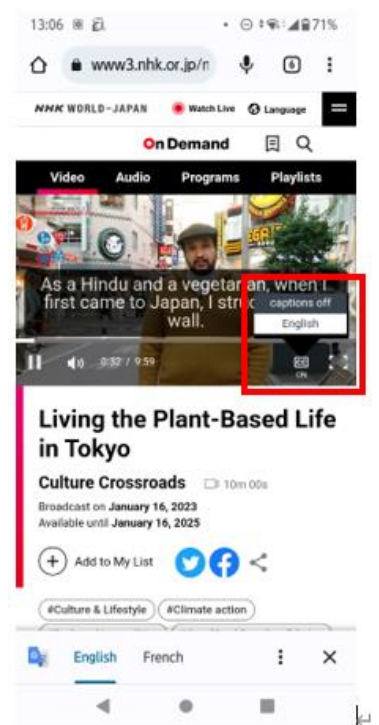 13:06
71%
www3.nhk.or.jp/n
6
NHK WORLD-JAPAN
Watch Live
Language
On Demand
Video Audio Programs Playlists
As a Hindu and a vegetarian, when I
first came to Japan, I stru
wall.
captions off
English
0:32 / 9:59
ON
Living the Plant-Based Life
in Tokyo
Culture Crossroads 10m 00s
Broadcast on January 16, 2023
Available until January 16, 2025
Add to My List
#Culture & Lifestyle #Climate action
English French